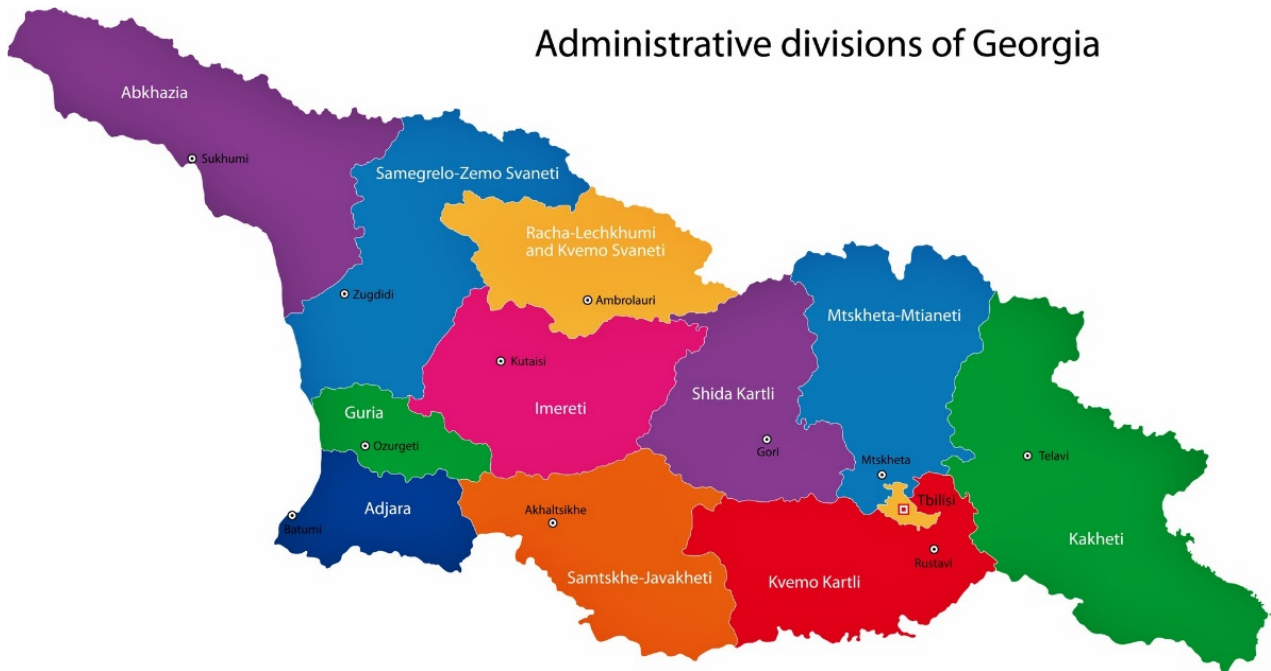 Administrative divisions of Georgia
Abkhazia
Sukhumi
Samegrelo-Zemo Svaneti
Racha-Lechkhumi
and Kvemo Svaneti
Zugdidi
Ambrolauri
Mtskheta-Mtianeti
Kutaisi
Shida Kartli
Imereti
Guria
Ozurgeti
Gori
Telavi
Mtskheta
Tbilisi
Adjara
Akhaltsikhe
Batumi
Kakheti
Rustavi
Samtskhe-Javakheti
Kvemo Kartli